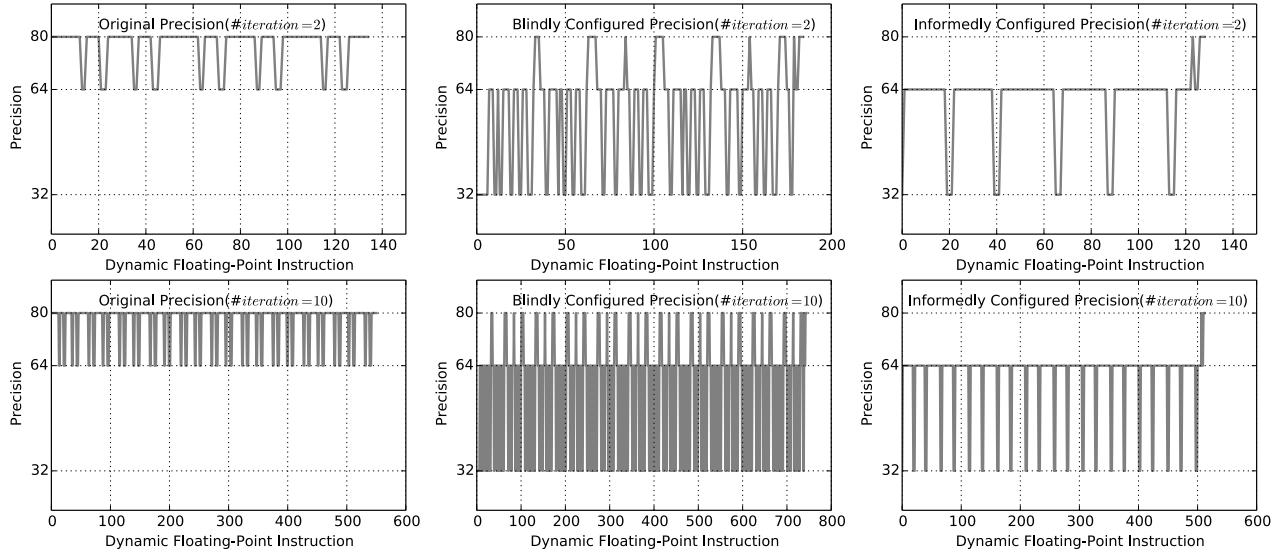 Original Precision(#iteration=2)
80
64
32
Precision
0 20 40 60 80 100 120 140
Dynamic Floating-Point Instruction
Blindly Configured Precision(#iteration=2)
80
64
32
Precision
0 50 100 150 200
Dynamic Floating-Point Instruction
Informedly Configured Precision(#iteration=2)
80
64
32
Precision
0 20 40 60 80 100 120 140
Dynamic Floating-Point Instruction
Original Precision(#iteration=10)
80
64
32
Precision
0 100 200 300 400 500 600
Dynamic Floating-Point Instruction
Blindly Configured Precision(#iteration=10)
80
64
32
Precision
0 100 200 300 400 500 600 700 800
Dynamic Floating-Point Instruction
Informedly Configured Precision(#iteration=10)
80
64
32
Precision
0 100 200 300 400 500 600
Dynamic Floating-Point Instruction